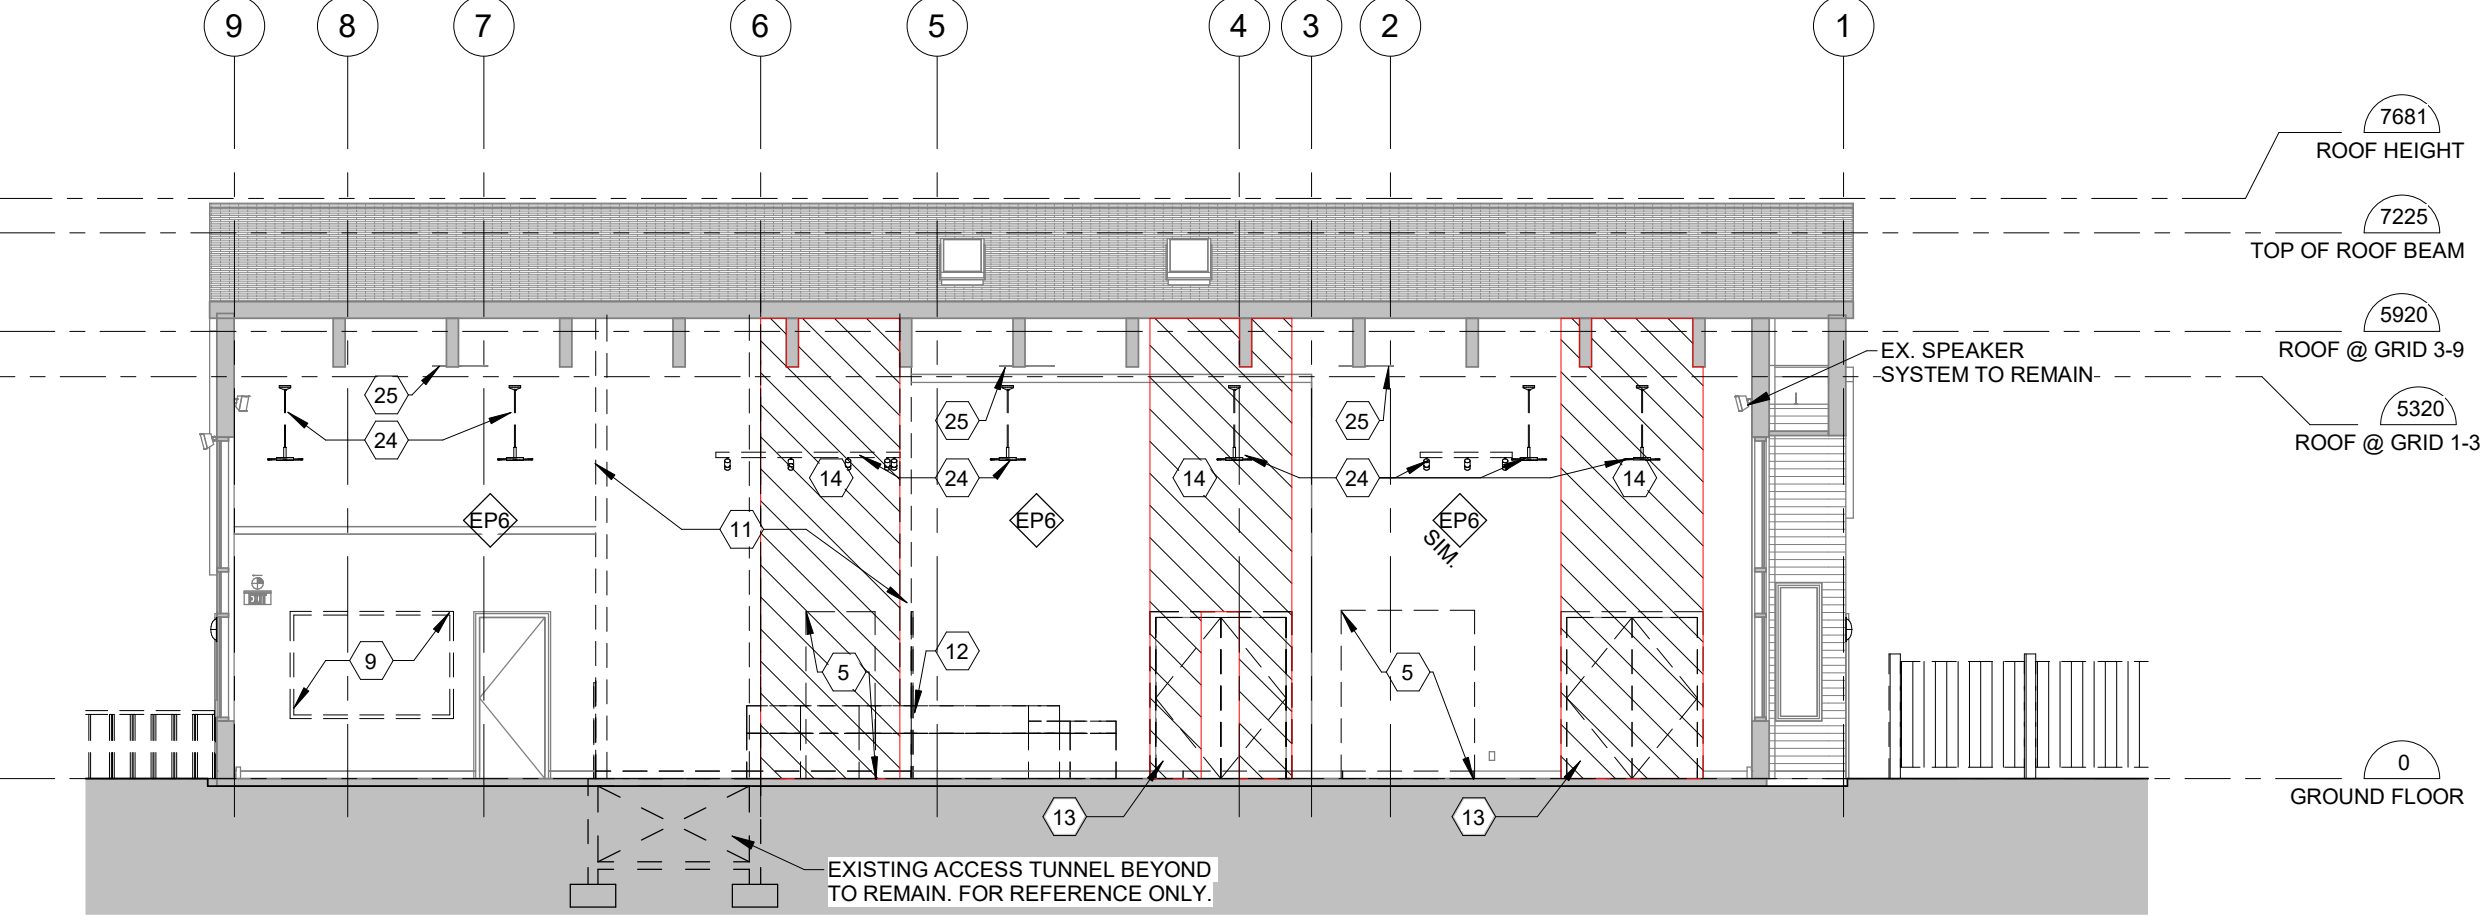 9
8
7
6
5
4
3
2
1
7681
ROOF HEIGHT
7225
TOP OF ROOF BEAM
5920
ROOF @ GRID 3-9
EX. SPEAKER
SYSTEM TO REMAIN
5320
ROOF @ GRID 1-3
25
25
25
24
14
24
14
24
14
EP6
EP6
EP6
SIM.
11
EXIT
9
5
12
5
13
13
0
GROUND FLOOR
EXISTING ACCESS TUNNEL BEYOND
TO REMAIN. FOR REFERENCE ONLY.